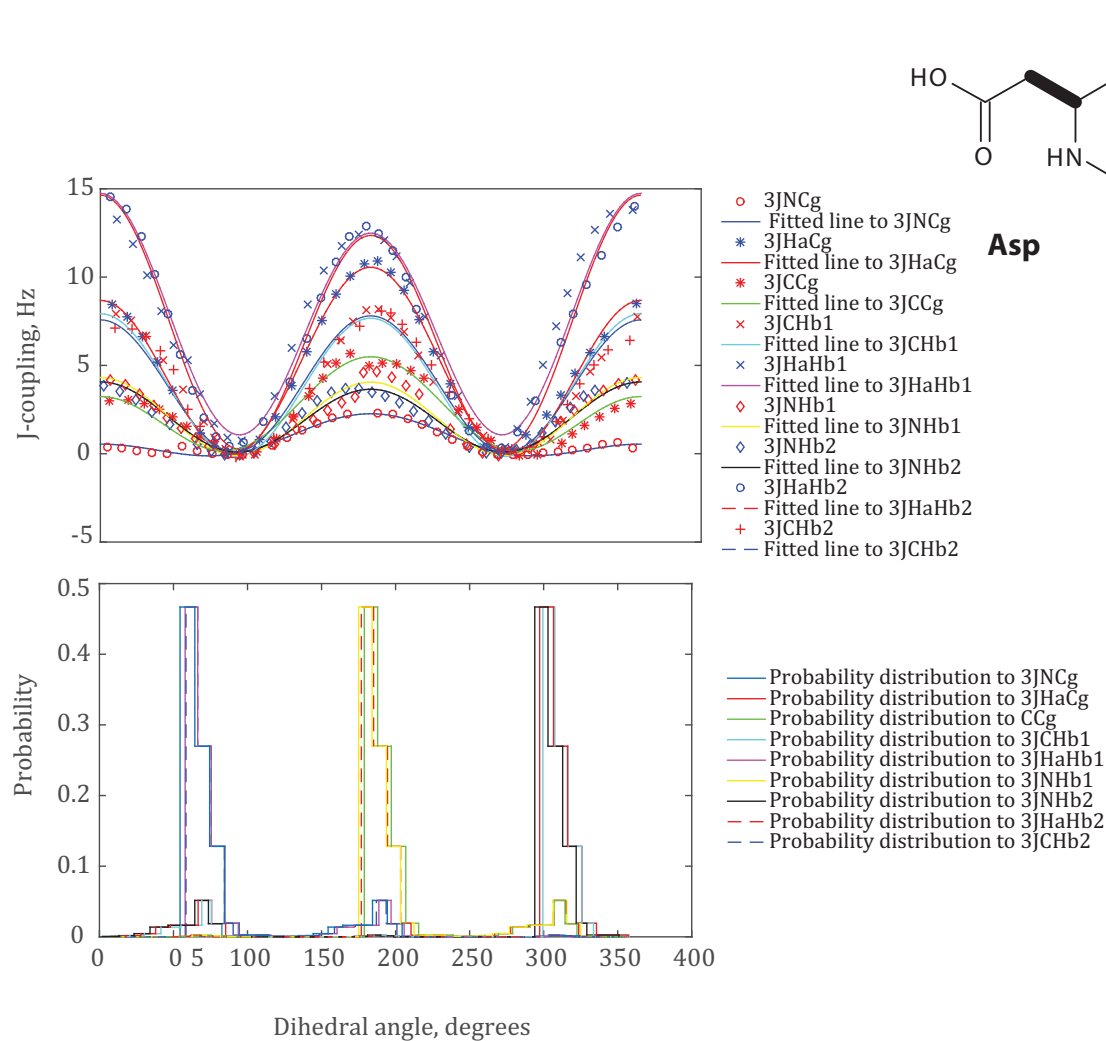 HO
O
HN
Asp
J-coupling, Hz
15
10
5
0
-5
3JNCg
Fitted line to 3JNCg
3JHaCg
Fitted line to 3JHaCg
3JCCg
Fitted line to 3JCCg
3JCHb1
Fitted line to 3JCHb1
3JHaHb1
Fitted line to 3JHaHb1
3JNHb1
Fitted line to 3JNHb1
3JNHb2
Fitted line to 3JNHb2
3JHaHb2
Fitted line to 3JHaHb2
3JCHb2
Fitted line to 3JCHb2
Probability
0.5
0.4
0.3
0.2
0.1
0
0 0 5 100 150 200 250 300 350 400
Dihedral angle, degrees
Probability distribution to 3JNCg
Probability distribution to 3JHaCg
Probability distribution to CCg
Probability distribution to 3JCHb1
Probability distribution to 3JHaHb1
Probability distribution to 3JNHb1
Probability distribution to 3JNHb2
Probability distribution to 3JHaHb2
Probability distribution to 3JCHb2